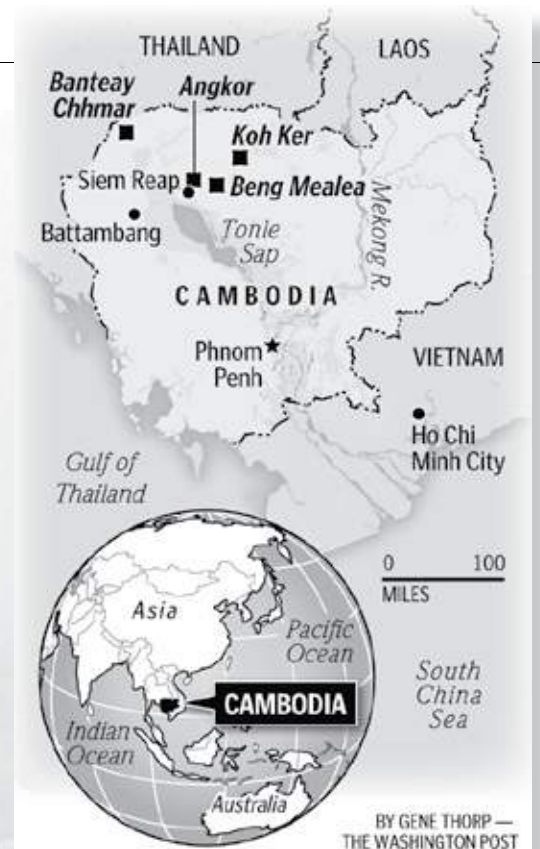 THAILAND
LAOS
Banteay
Chhmar
Angkor
Koh Ker
Siem Reap
Beng Mealea
Battambang
Tonle
Sap
Mekong R.
CAMBODIA
Phnom
Penh
VIETNAM
Ho Chi
Minh City
Gulf of
Thailand
0 100
MILES
Asia
Pacific
Ocean
CAMBODIA
Indian
Ocean
Australia
South
China
Sea
BY GENE THORP —
THE WASHINGTON POST